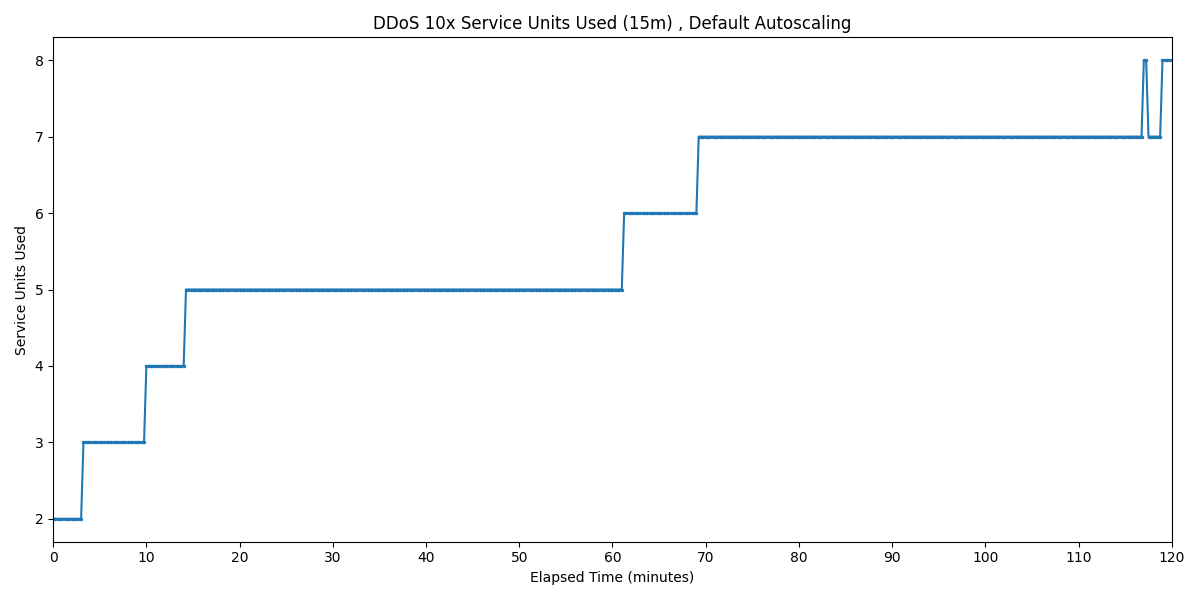 DDoS 10x Service Units Used (15m) , Default Autoscaling
8
7
6
5
4
3
2
Service Units Used
0 10 20 30 40 50 60 70 80 90 100 110 120
Elapsed Time (minutes)